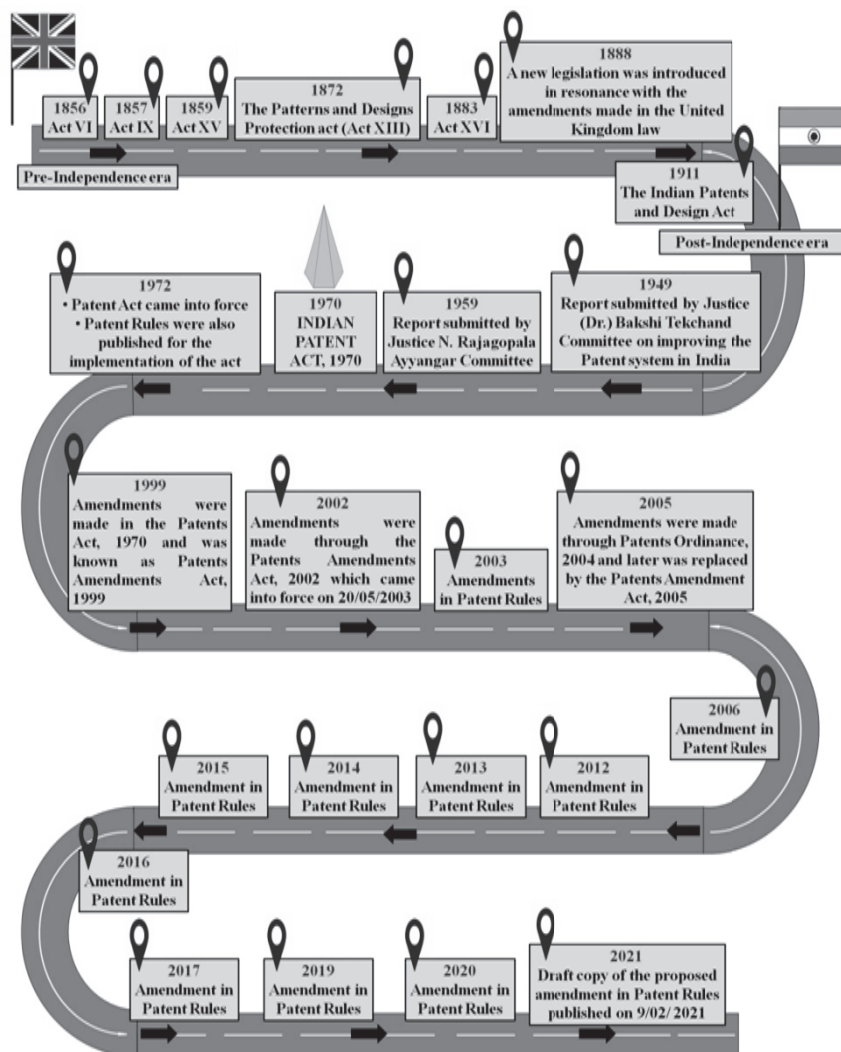 1856
Act VI
1857
Act IX
1859
Act XV
1872
The Patterns and Designs
Protection act (Act XIII)
1883
Act XVI
1888
A new legislation was introduced
in resonance with the
amendments made in the United
Kingdom law
Pre-Independence era
1911
The Indian Patents
and Design Act
Post-Independence era
1949
Report submitted by Justice
(Dr.) Bakshi Tekchand
Committee on improving the
Patent system in India
1959
Report submitted by
Justice N. Rajagopala
Ayyangar Committee
1970
INDIAN
PATENT
ACT, 1970
1972
• Patent Act came into force
• Patent Rules were also
published for the
implementation of the act
1999
Amendments were
made in the Patents
Act, 1970 and was
known as Patents
Amendments Act,
1999
2002
Amendments were
made through the
Patents Amendments
Act, 2002 which came
into force on 20/05/2003
2003
Amendments
in Patent Rules
2005
Amendments were made
through Patents Ordinance,
2004 and later was replaced
by the Patents Amendment
Act, 2005
2006
Amendment in
Patent Rules
2012
Amendment in
Patent Rules
2013
Amendment in
Patent Rules
2014
Amendment in
Patent Rules
2015
Amendment in
Patent Rules
2016
Amendment in
Patent Rules
2017
Amendment in
Patent Rules
2019
Amendment in
Patent Rules
2020
Amendment in
Patent Rules
2021
Draft copy of the proposed
amendment in Patent Rules
published on 9/02/ 2021